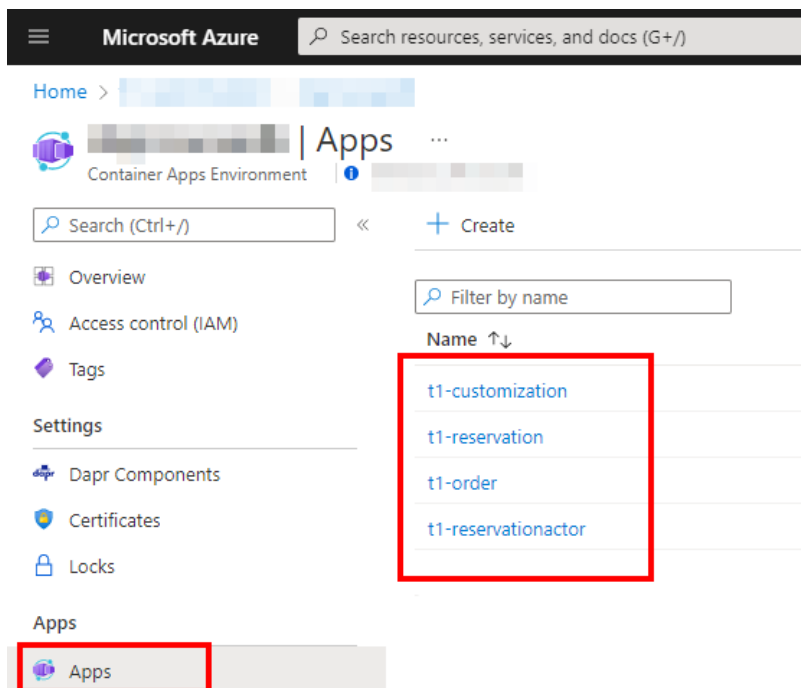 Microsoft Azure
Search resources, services, and docs (G+/)
Home >
| Apps ...
Container Apps Environment
Search (Ctrl+/)
«
+ Create
Overview
Access control (IAM)
Tags
Settings
Dapr Components
Certificates
Locks
Apps
Apps
Filter by name
Name ↑↓
t1-customization
t1-reservation
t1-order
t1-reservationactor